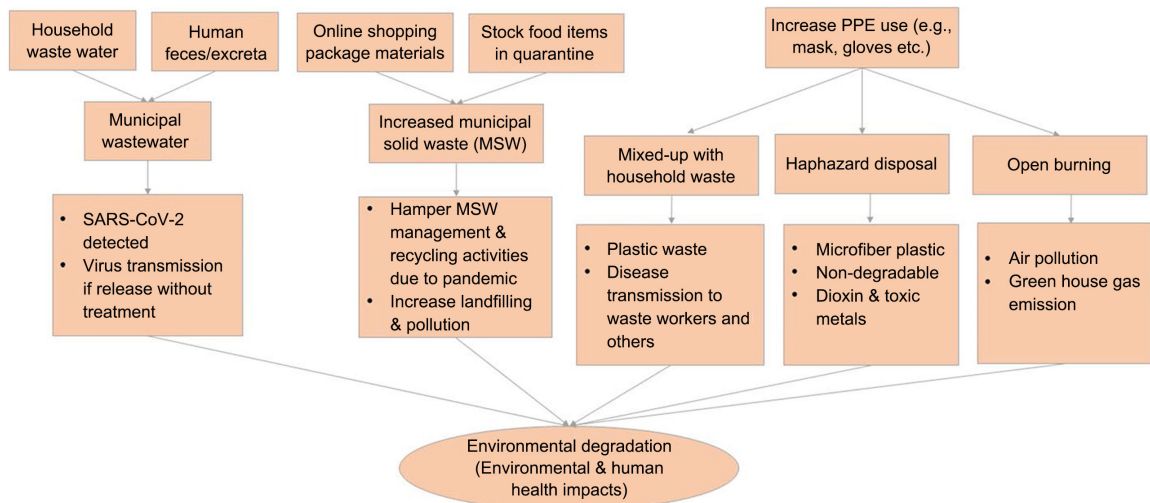 Household
waste water
Human
feces/excreta
Online shopping
package materials
Stock food items
in quarantine
Increase PPE use (e.g.,
mask, gloves etc.)
Municipal
wastewater
Increased municipal
solid waste (MSW)
Mixed-up with
household waste
Haphazard disposal
Open burning
• SARS-CoV-2
detected
• Virus transmission
if release without
treatment
• Hamper MSW
management &
recycling activities
due to pandemic
• Increase landfilling
& pollution
• Plastic waste
• Disease
transmission to
waste workers and
others
• Microfiber plastic
• Non-degradable
• Dioxin & toxic
metals
• Air pollution
• Green house gas
emission
Environmental degradation
(Environmental & human
health impacts)